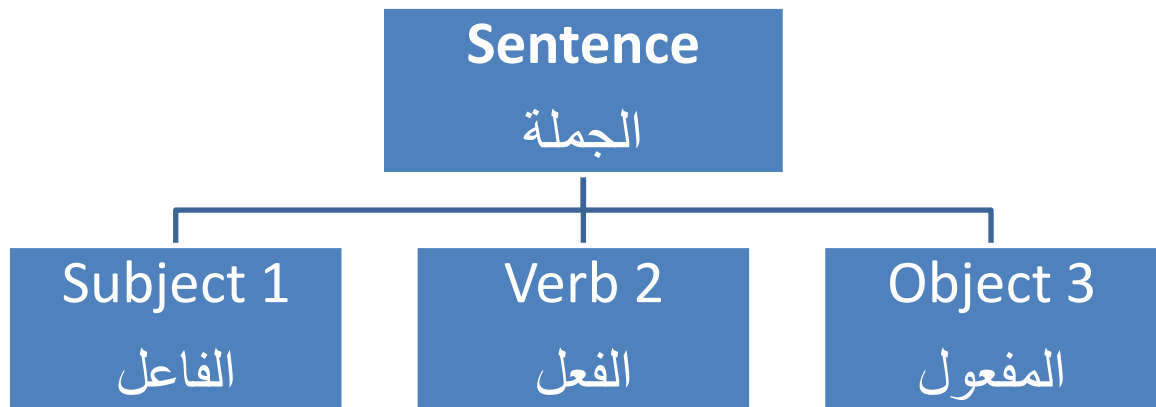 Sentence
الجملة
Subject 1
الفاعل
Verb 2
الفعل
Object 3
المفعول